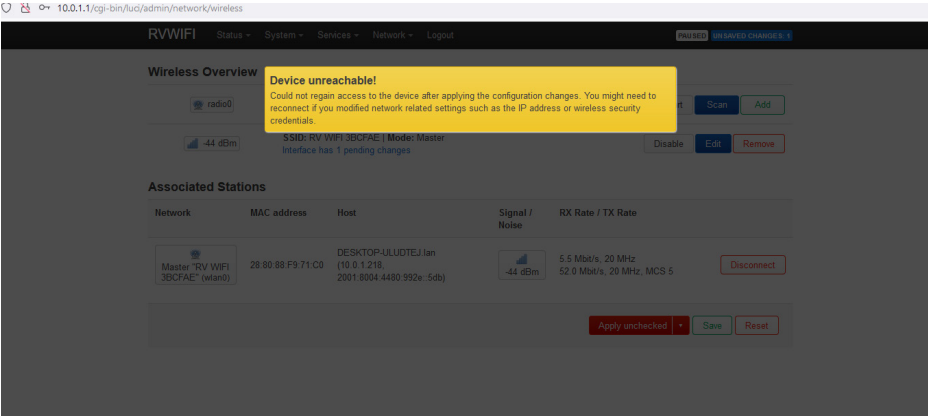 10.0.1.1/cgi-bin/luci/admin/network/wireless
RVWIFI Status System Services Network Logout PAUSED UNSAVED CHANGES: 1
Wireless Overview
Device unreachable!
Could not regain access to the device after applying the configuration changes. You might need to
reconnect if you modified network related settings such as the IP address or wireless security
credentials.
radio0 Scan Add
-44 dBm SSID: RV WIFI 3BCFAE | Mode: Master Disable Edit Remove
Interface has 1 pending changes
Associated Stations
Network MAC address Host Signal / Noise RX Rate / TX Rate
Master "RV WIFI 3BCFAE" (wlan0)
28:80:88:F9:71:C0
DESKTOP-ULUDTEJ.lan
(10.0.1.218,
2001:8004:4480:992e::5db)
-44 dBm
5.5 Mbit/s, 20 MHz
52.0 Mbit/s, 20 MHz, MCS 5
Disconnect
Apply unchecked Save Reset